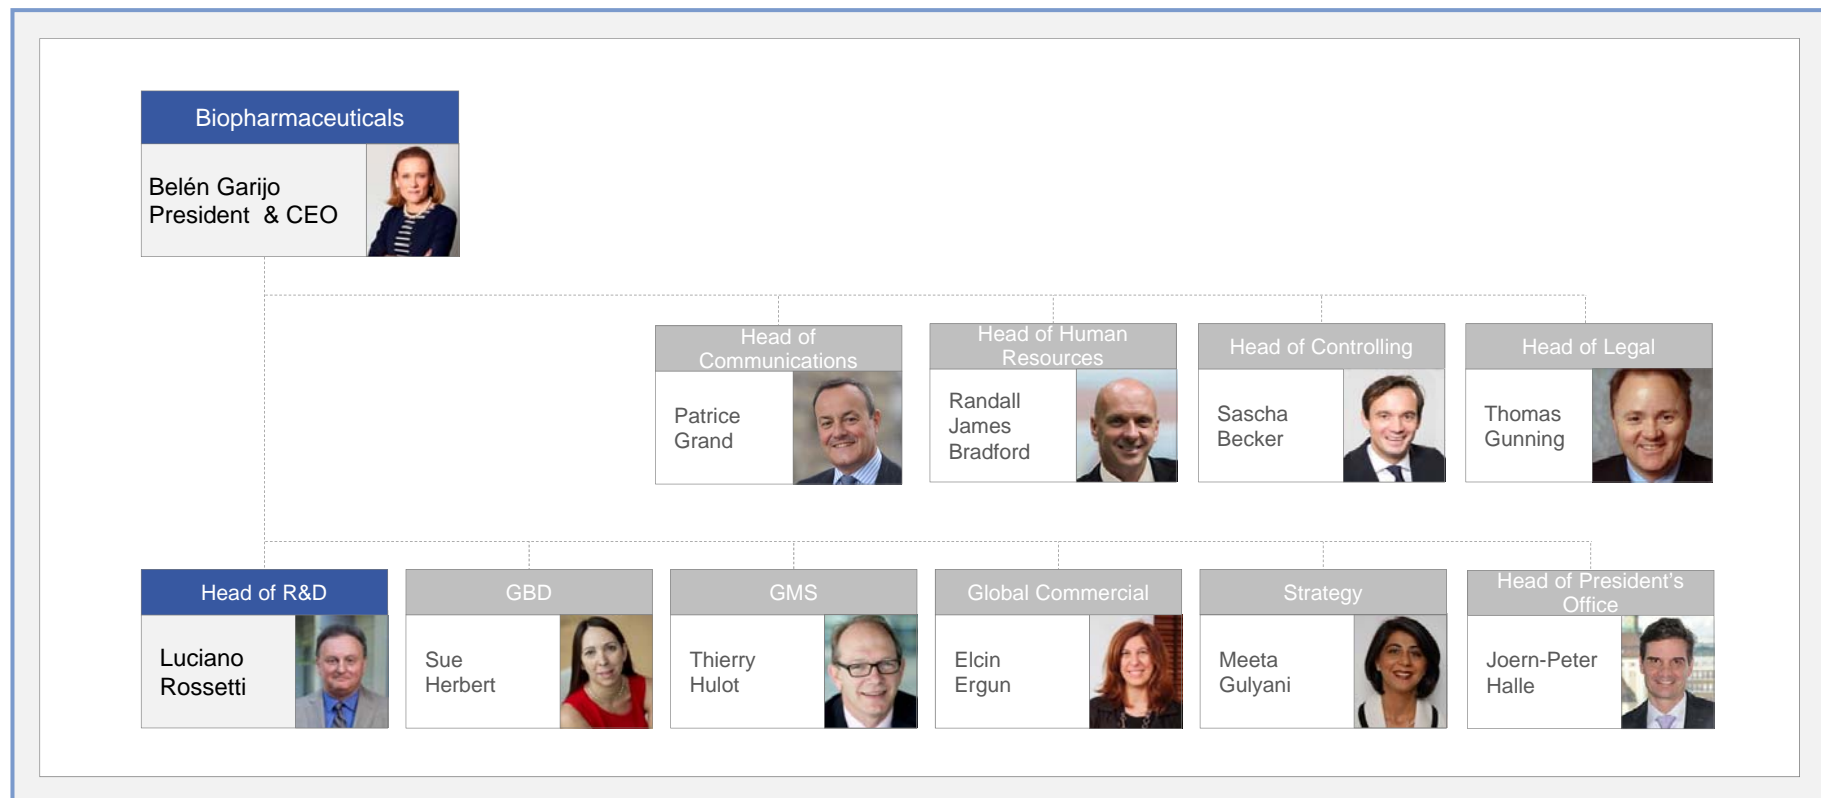 Biopharmaceuticals
Belén Garijo
President & CEO
Head of
Communications
Patrice
Grand
Head of Human
Resources
Randall
James
Bradford
Head of Controlling
Sascha
Becker
Head of Legal
Thomas
Gunning
Head of R&D
Luciano
Rossetti
GBD
Sue
Herbert
GMS
Thierry
Hulot
Global Commercial
Elcin
Ergun
Strategy
Meeta
Gulyani
Head of President’s
Office
Joern-Peter
Halle